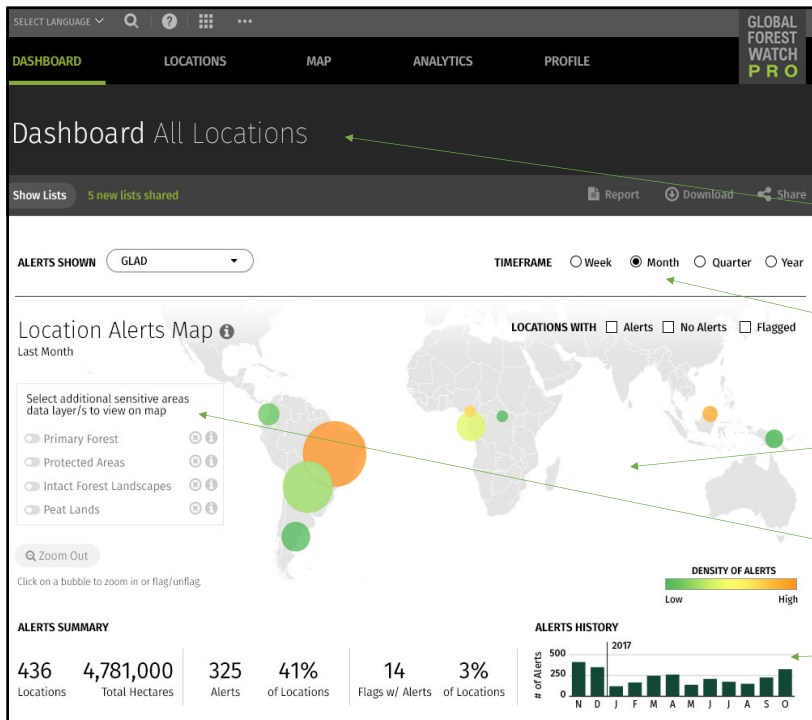 SELECT LANGUAGE
GLOBAL
FOREST
WATCH
PRO
DASHBOARD LOCATIONS MAP ANALYTICS PROFILE
Dashboard All Locations
Show Lists 5 new lists shared Report Download Share
ALERTS SHOWN GLAD TIMEFRAME Week Month Quarter Year
Location Alerts Map LOCATIONS WITH Alerts No Alerts Flagged
Last Month
Select additional sensitive areas
data layer/s to view on map
Primary Forest
Protected Areas
Intact Forest Landscapes
Peat Lands
Zoom Out
Click on a bubble to zoom in or flag/unflag.
DENSITY OF ALERTS
Low High
ALERTS SUMMARY
436 4,781,000 325 41% 14 3%
Locations Total Hectares Alerts of Locations Flags w/ Alerts of Locations
ALERTS HISTORY
# of Alerts
500
250
0
2017
N D J F M A M J J A S O